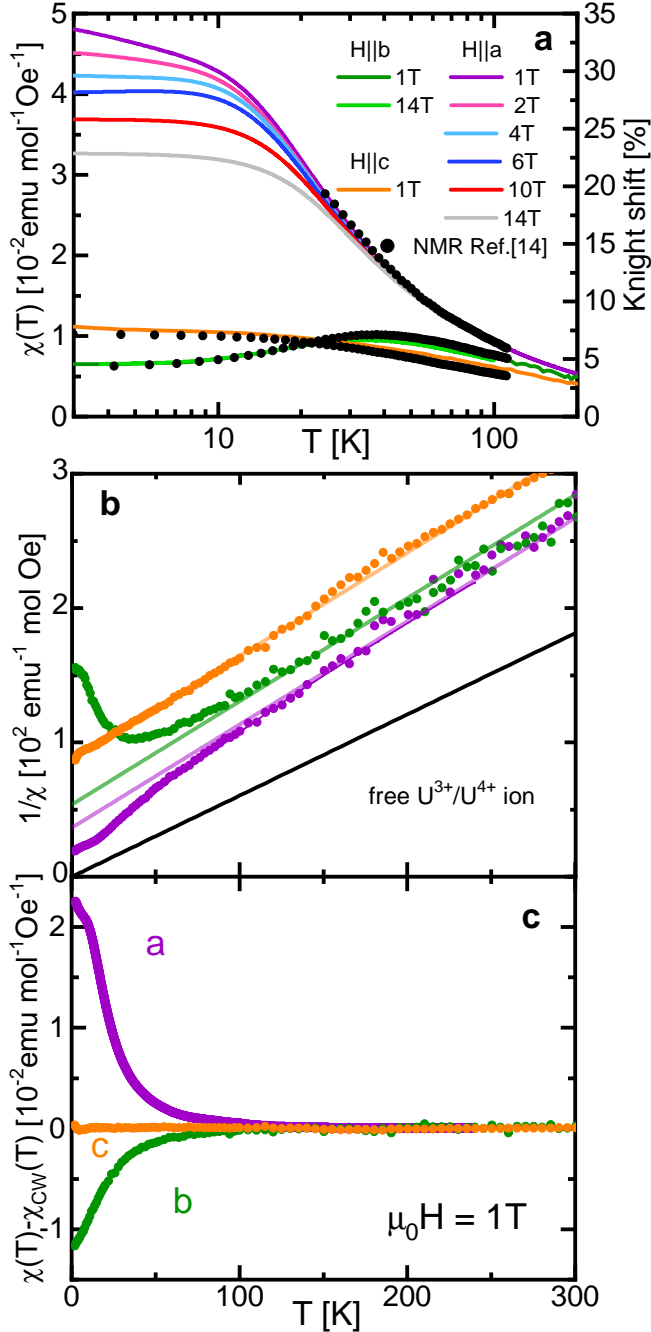 a
H||b H||a
1T 1T
14T 2T
4T
H||c 6T
1T 10T
14T
NMR Ref.[14]
χ(T) [10⁻²emu mol⁻¹Oe⁻¹]
Knight shift [%]
0 1 2 3 4 5
0 5 10 15 20 25 30 35
10 100
T [K]
b
1/χ [10² emu⁻¹ mol Oe]
0 1 2 3
free U³⁺/U⁴⁺ ion
c
χ(T)-χCW(T) [10⁻²emu mol⁻¹Oe⁻¹]
-1 0 1 2
a
c
b
μ₀H = 1T
0 100 200 300
T [K]